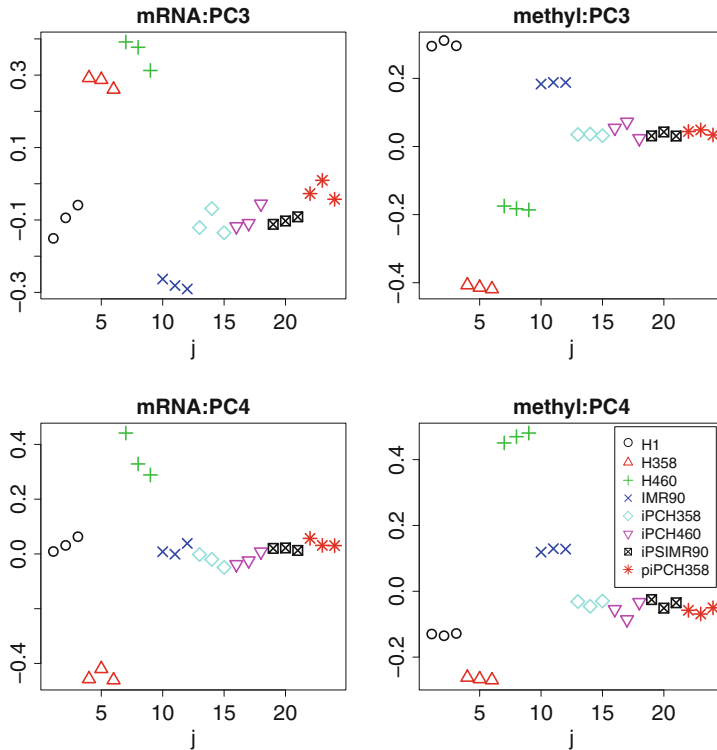 mRNA:PC3
0.3
0.1
−0.1
−0.3
5 10 15 20
j
methyl:PC3
0.2
0.0
−0.2
−0.4
5 10 15 20
j
mRNA:PC4
0.4
0.2
0.0
−0.4
5 10 15 20
j
methyl:PC4
0.4
0.2
0.0
−0.2
5 10 15 20
j
H1
H358
H460
IMR90
iPCH358
iPCH460
iPSIMR90
piPCH358